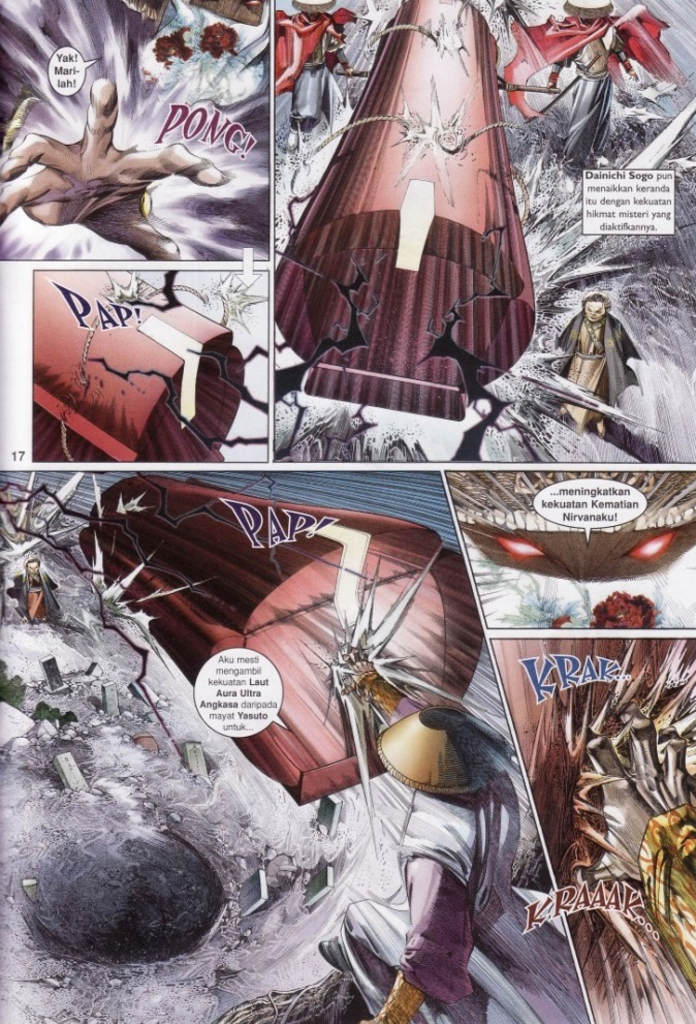 Yak!
Mari-
lah!
PONG!
Dainichi Sogo pun
menaikkan keranda
itu dengan kekuatan
hikmat misteri yang
diaktifkannya.
PAP!
17
PAP!
Aku mesti
mengambil
kekuatan Laut
Aura Ultra
Angkasa daripada
mayat Yasuto
untuk...
...meningkatkan
kekuatan Kematian
Nirvanaku!
KRAK...
KRAAAK...